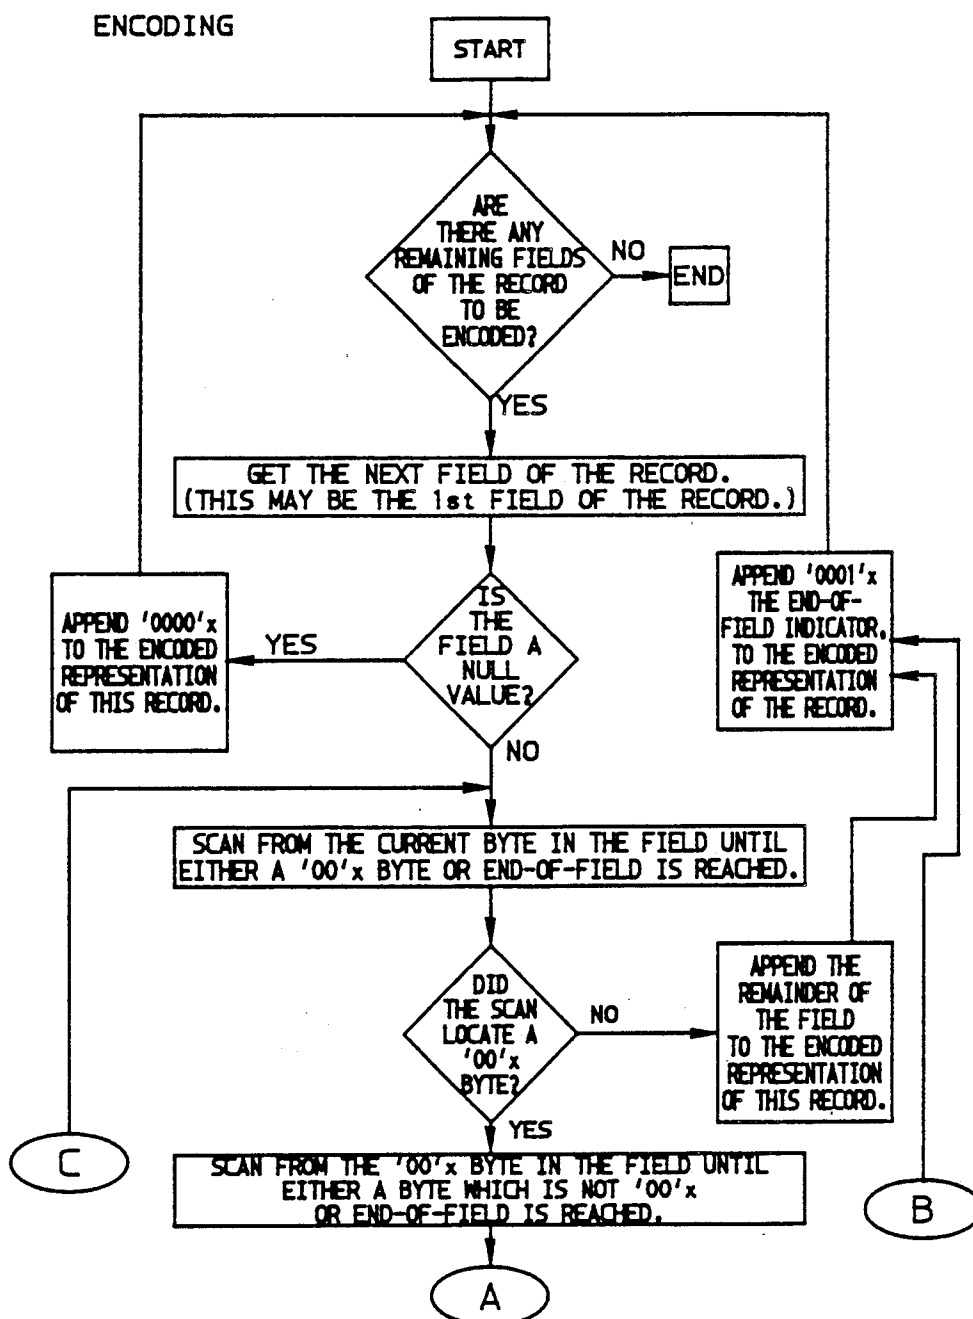 ENCODING
START
ARE
THERE ANY
REMAINING FIELDS
OF THE RECORD
TO BE
ENCODED?
NO
END
YES
GET THE NEXT FIELD OF THE RECORD.
(THIS MAY BE THE 1st FIELD OF THE RECORD.)
IS
THE
FIELD A
NULL
VALUE?
YES
APPEND '0000'x
TO THE ENCODED
REPRESENTATION
OF THIS RECORD.
APPEND '0001'x
THE END-OF-
FIELD INDICATOR.
TO THE ENCODED
REPRESENTATION
OF THE RECORD.
NO
SCAN FROM THE CURRENT BYTE IN THE FIELD UNTIL
EITHER A '00'x BYTE OR END-OF-FIELD IS REACHED.
DID
THE SCAN
LOCATE A
'00'x
BYTE?
NO
APPEND THE
REMAINDER OF
THE FIELD
TO THE ENCODED
REPRESENTATION
OF THIS RECORD.
YES
C
SCAN FROM THE '00'x BYTE IN THE FIELD UNTIL
EITHER A BYTE WHICH IS NOT '00'x
OR END-OF-FIELD IS REACHED.
B
A